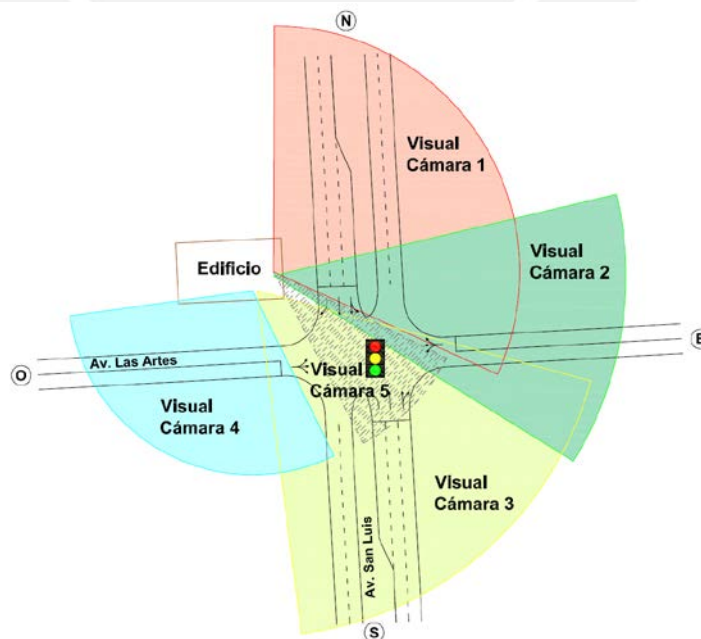 N
Visual
Cámara 1
Visual
Cámara 2
Edificio
E
Av. Las Artes
O
Visual
Cámara 5
Visual
Cámara 4
Visual
Cámara 3
Av. San Luis
S